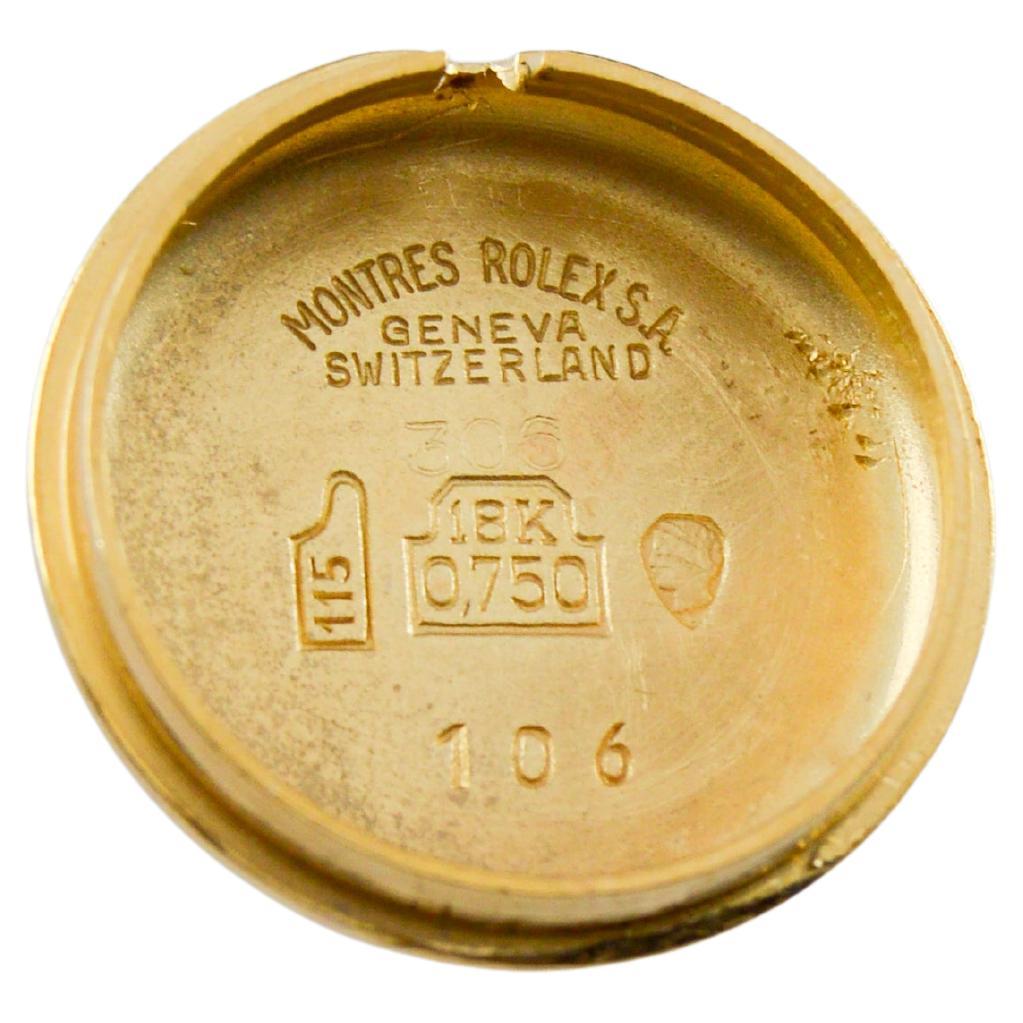 MONTRES ROLEX S.A.
GENEVA
SWITZERLAND
306
115
18K
0,750
106